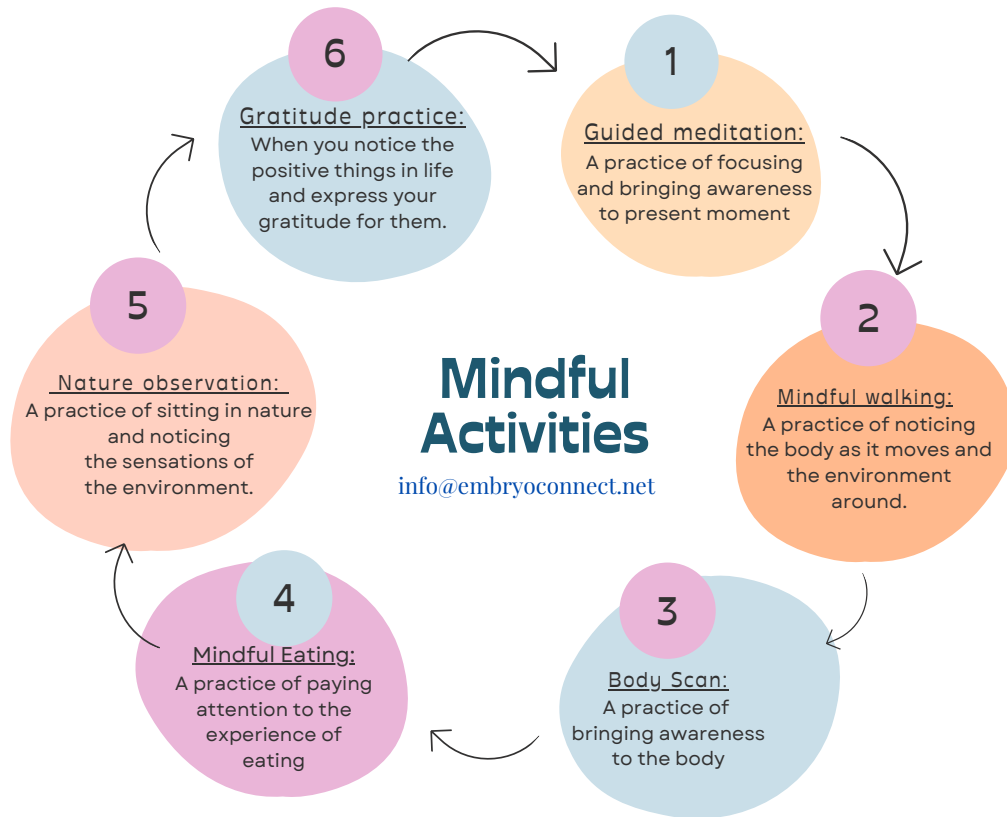 1
Guided meditation:
A practice of focusing
and bringing awareness
to present moment
2
Mindful walking:
A practice of noticing
the body as it moves and
the environment
around.
3
Body Scan:
A practice of
bringing awareness
to the body
4
Mindful Eating:
A practice of paying
attention to the
experience of
eating
5
Nature observation:
A practice of sitting in nature
and noticing
the sensations of
the environment.
6
Gratitude practice:
When you notice the
positive things in life
and express your
gratitude for them.
Mindful
Activities
info@embryoconnect.net